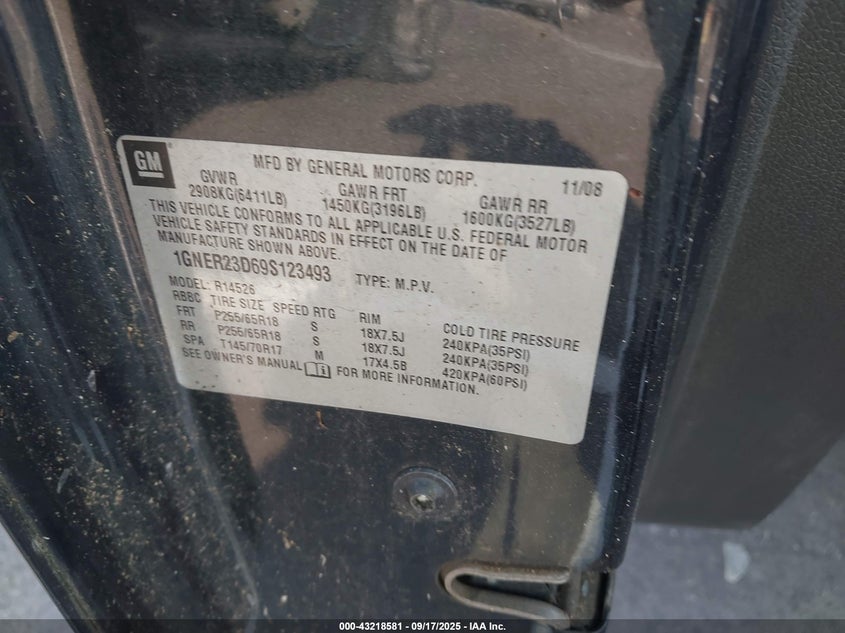 GM
MFD BY GENERAL MOTORS CORP. 11/08
GVWR GAWR FRT GAWR RR
2908KG(6411LB) 1450KG(3196LB) 1600KG(3527LB)
THIS VEHICLE CONFORMS TO ALL APPLICABLE U.S. FEDERAL MOTOR
VEHICLE SAFETY STANDARDS IN EFFECT ON THE DATE OF
MANUFACTURE SHOWN ABOVE.
1GNER23D69S123493 TYPE: M.P.V.
MODEL: R14526
RBBC TIRE SIZE SPEED RTG RIM COLD TIRE PRESSURE
FRT P255/65R18 S 18X7.5J 240KPA(35PSI)
RR P255/65R18 S 18X7.5J 240KPA(35PSI)
SPA T145/70R17 M 17X4.5B 420KPA(60PSI)
SEE OWNER'S MANUAL FOR MORE INFORMATION.
000-43218581 - 09/17/2025 - IAA Inc.